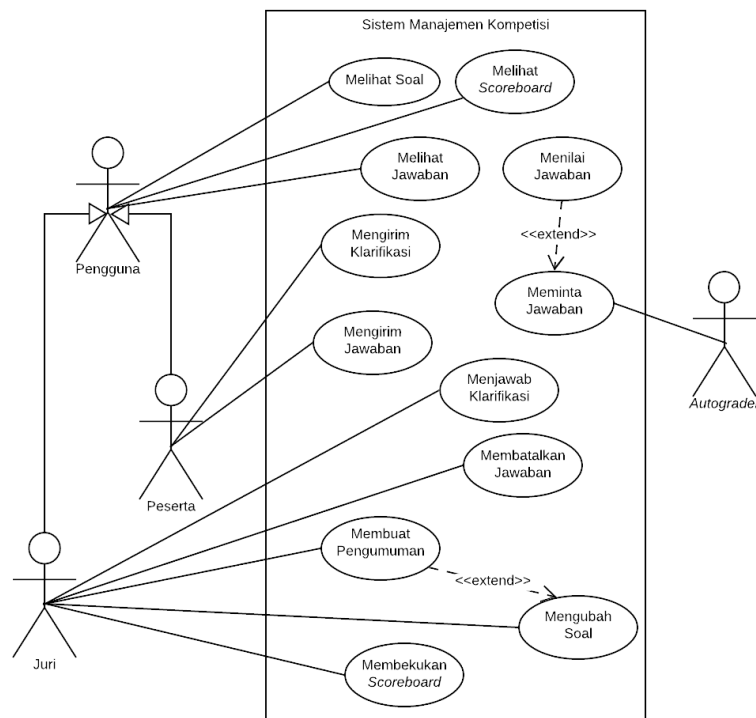 Sistem Manajemen Kompetisi
Melihat Soal
Melihat
Scoreboard
Melihat
Jawaban
Menilai
Jawaban
<<extend>>
Pengguna
Mengirim
Klarifikasi
Meminta
Jawaban
Mengirim
Jawaban
Autograder
Menjawab
Klarifikasi
Membatalkan
Jawaban
Peserta
Membuat
Pengumuman
<<extend>>
Mengubah
Soal
Juri
Membekukan
Scoreboard